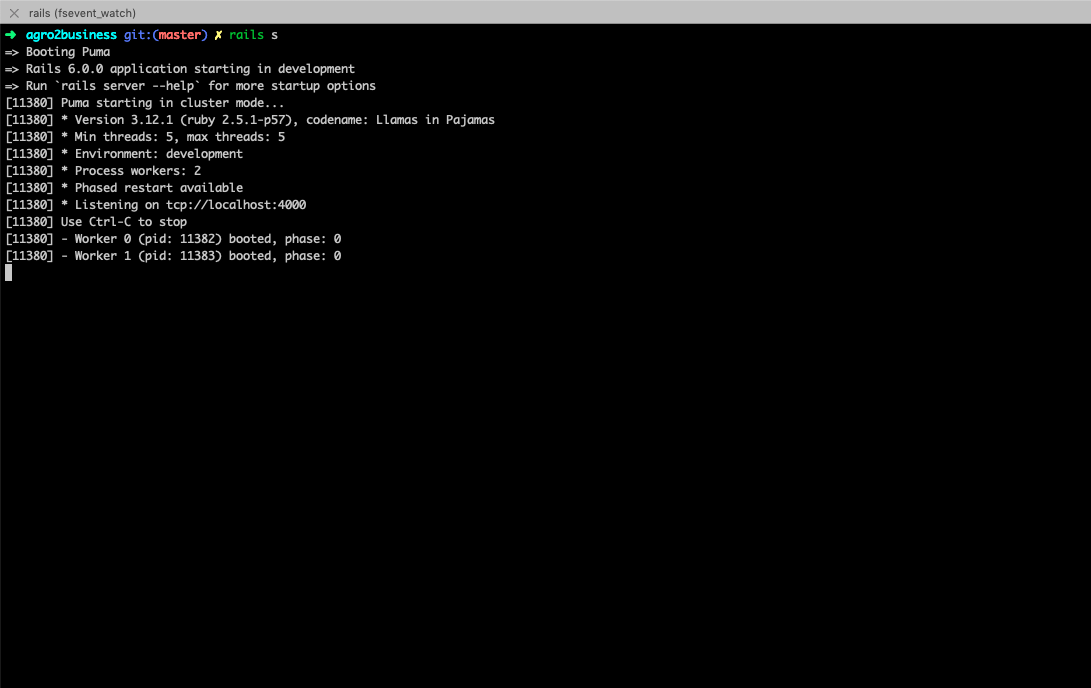 rails (fsevent_watch)
➜ agro2business git:(master) ✗ rails s
=> Booting Puma
=> Rails 6.0.0 application starting in development
=> Run `rails server --help` for more startup options
[11380] Puma starting in cluster mode...
[11380] * Version 3.12.1 (ruby 2.5.1-p57), codename: Llamas in Pajamas
[11380] * Min threads: 5, max threads: 5
[11380] * Environment: development
[11380] * Process workers: 2
[11380] * Phased restart available
[11380] * Listening on tcp://localhost:4000
[11380] Use Ctrl-C to stop
[11380] - Worker 0 (pid: 11382) booted, phase: 0
[11380] - Worker 1 (pid: 11383) booted, phase: 0